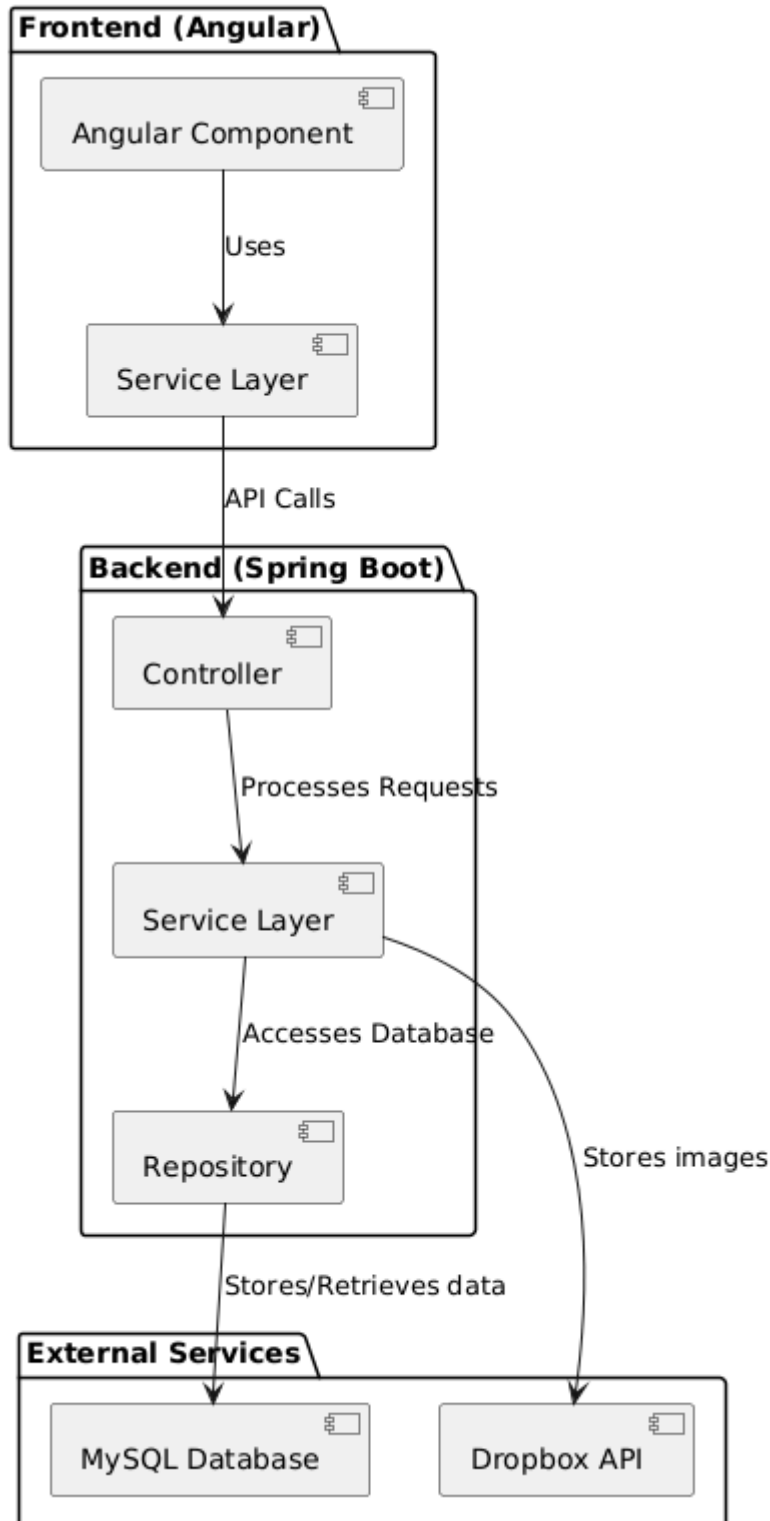 Frontend (Angular)
Angular Component
Uses
Service Layer
API Calls
Backend (Spring Boot)
Controller
Processes Requests
Service Layer
Accesses Database
Repository
Stores images
Stores/Retrieves data
External Services
MySQL Database
Dropbox API